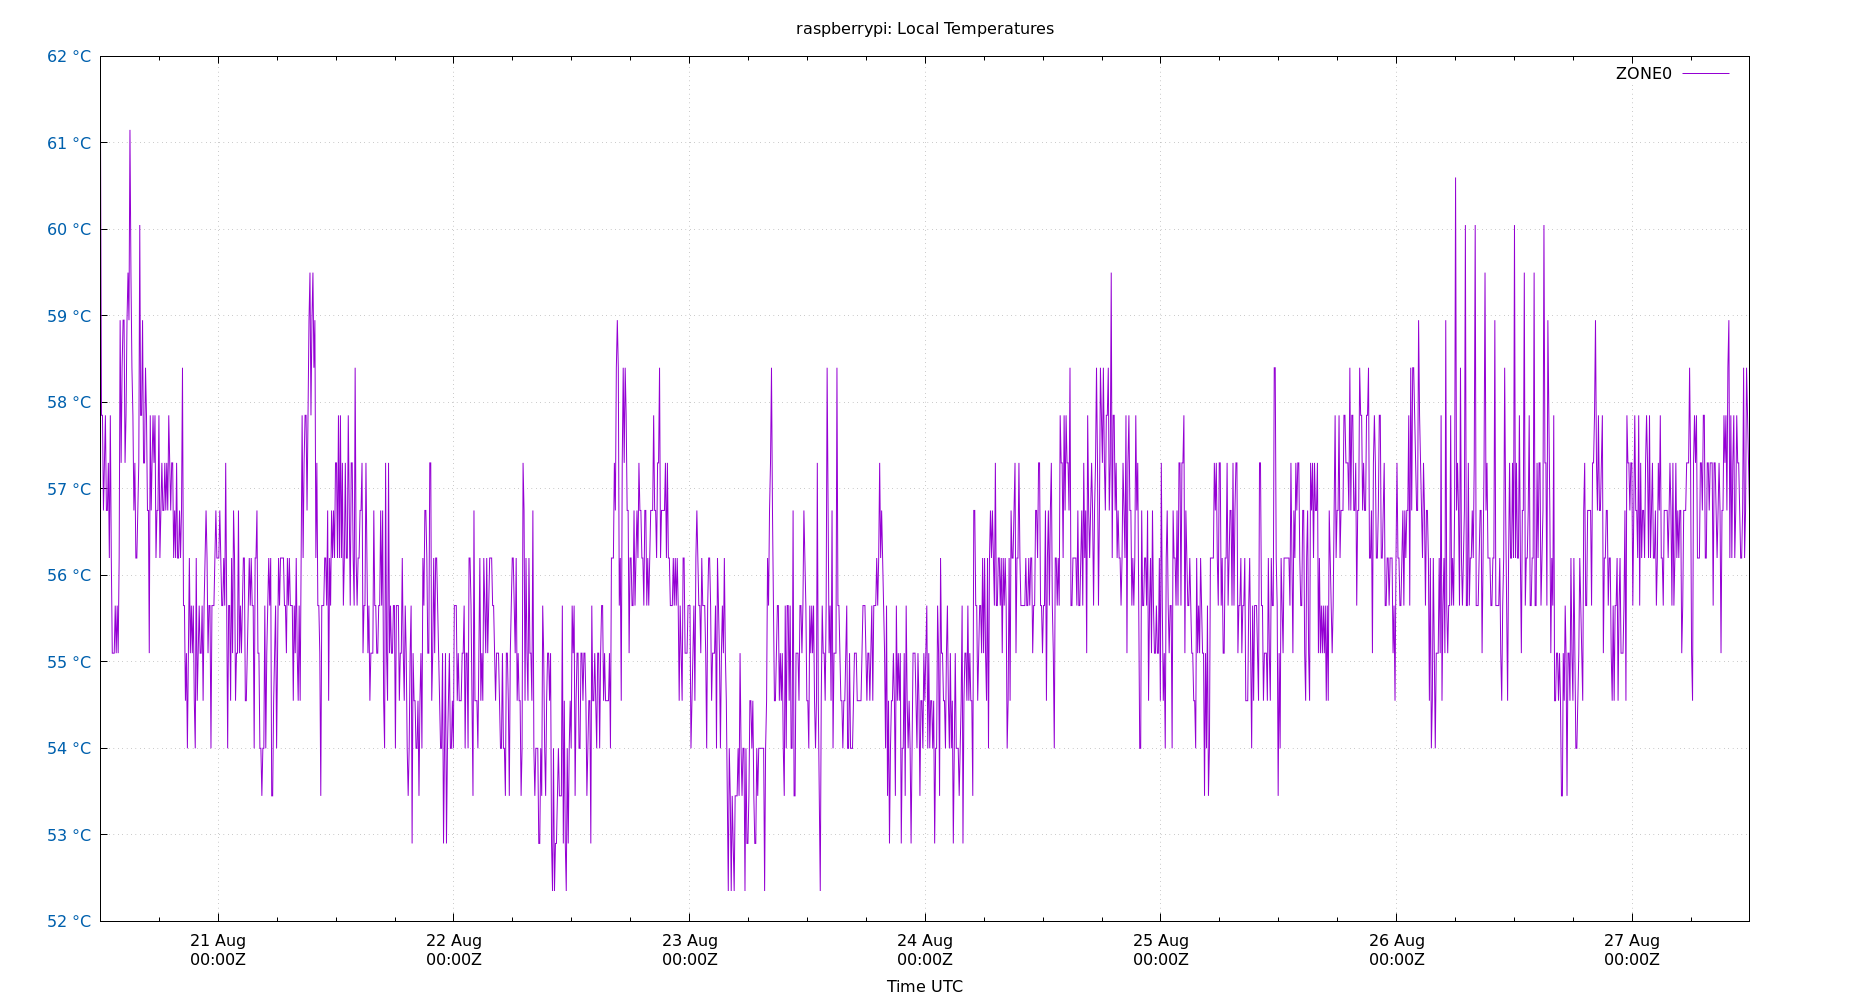 raspberrypi: Local Temperatures
62 °C
ZONE0
61 °C
60 °C
59 °C
58 °C
57 °C
56 °C
55 °C
54 °C
53 °C
52 °C
21 Aug 22 Aug 23 Aug 24 Aug 25 Aug 26 Aug 27 Aug
00:00Z 00:00Z 00:00Z 00:00Z 00:00Z 00:00Z 00:00Z
Time UTC